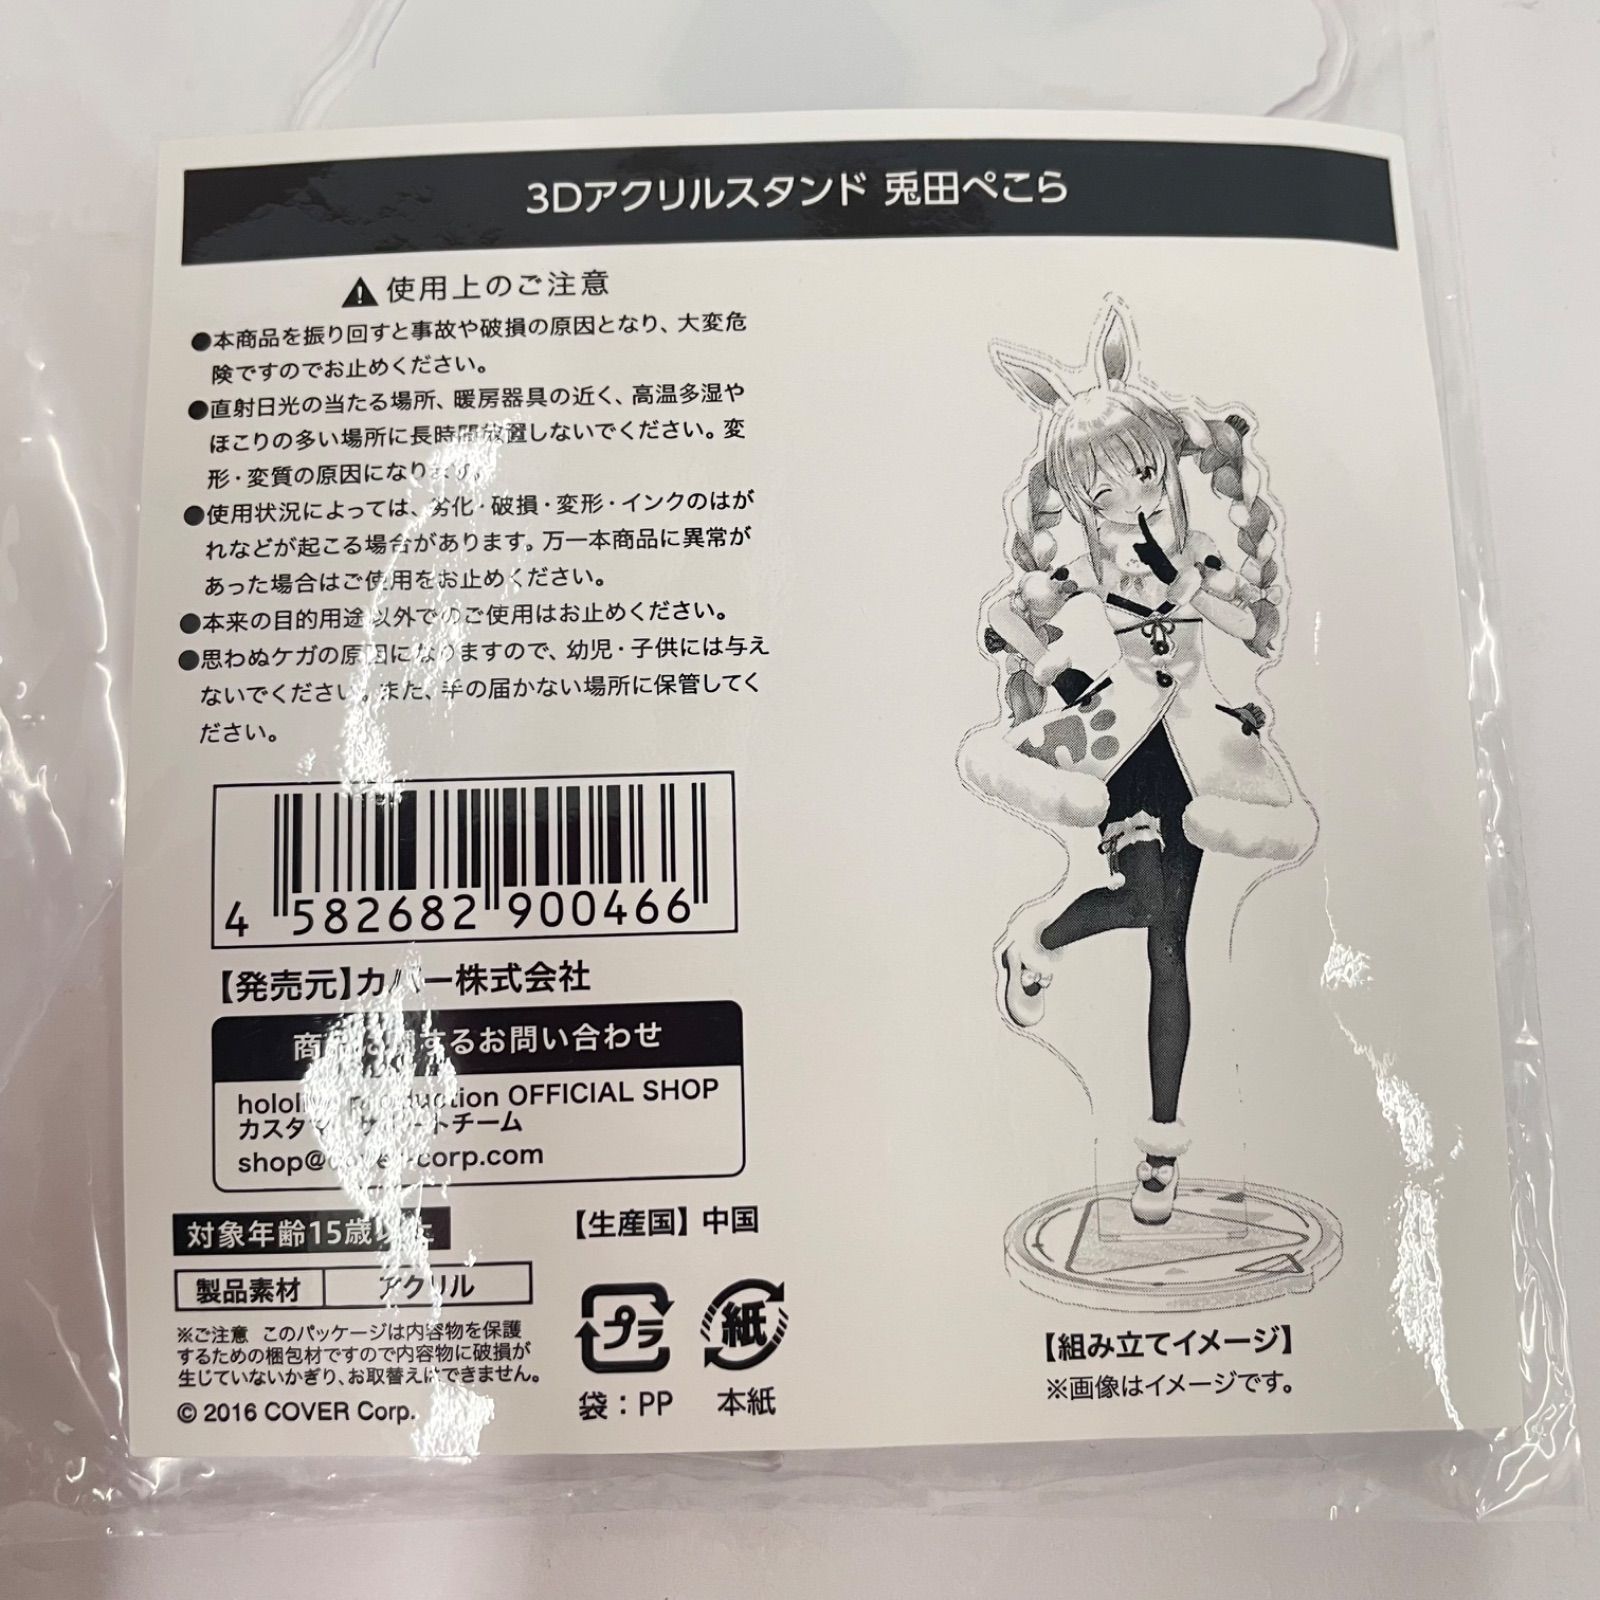 3Dアクリルスタンド 兎田ぺこら
使用上のご注意
●本商品を振り回すと事故や破損の原因となり、大変危
険ですのでお止めください。
●直射日光の当たる場所、暖房器具の近く、高温多湿や
ほこりの多い場所に長時間放置しないでください。変
形・変質の原因になります。
●使用状況によっては、劣化・破損・変形・インクのはが
れなどが起こる場合があります。万一本商品に異常が
あった場合はご使用をお止めください。
●本来の目的用途以外でのご使用はお止めください。
●思わぬケガの原因になりますので、幼児・子供には与え
ないでください。また、手の届かない場所に保管してく
ださい。
4 582682 900466
【発売元】カバー株式会社
商品に関するお問い合わせ
hololive production OFFICIAL SHOP
カスタマーサポートチーム
shop@cover-corp.com
対象年齢15歳以上
【生産国】中国
製品素材 アクリル
※ご注意 このパッケージは内容物を保護
するための梱包材ですので内容物に破損が
生じていないかぎり、お取替えはできません。
© 2016 COVER Corp.
プラ
袋：PP
紙
本紙
【組み立てイメージ】
※画像はイメージです。